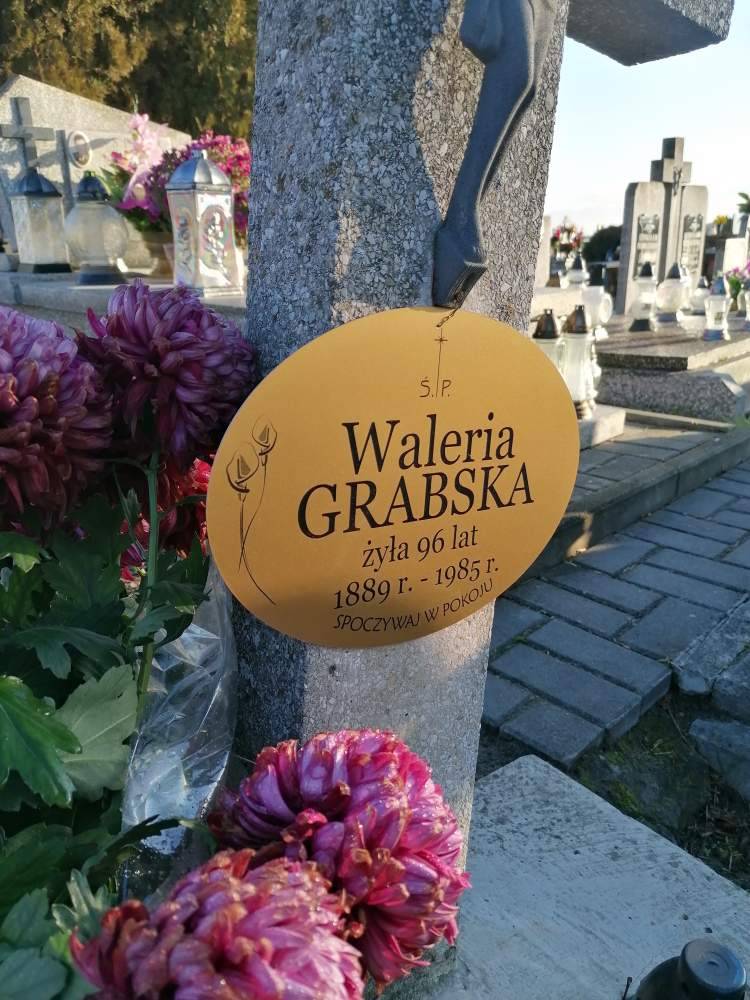 Ś. P.
Waleria
GRABSKA
żyła 96 lat
1889 r. - 1985 r.
SPOCZYWAJ W POKOJU